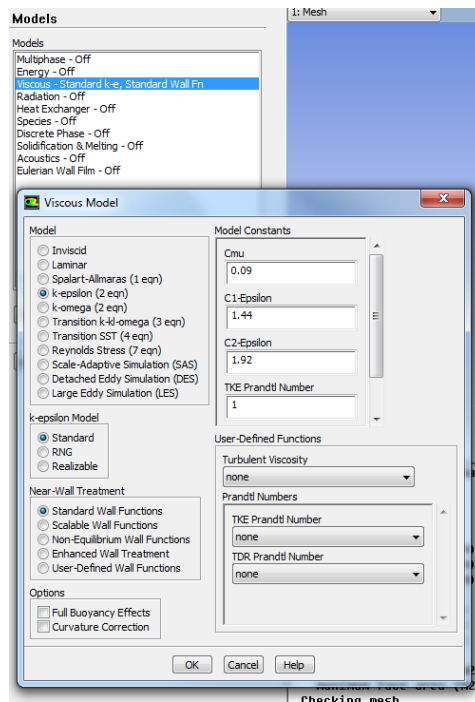 Models
1: Mesh
Models
Multiphase - Off
Energy - Off
Viscous - Standard k-e, Standard Wall Fn
Radiation - Off
Heat Exchanger - Off
Species - Off
Discrete Phase - Off
Solidification & Melting - Off
Acoustics - Off
Eulerian Wall Film - Off
Viscous Model
Model
Inviscid
Laminar
Spalart-Allmaras (1 eqn)
k-epsilon (2 eqn)
k-omega (2 eqn)
Transition k-kl-omega (3 eqn)
Transition SST (4 eqn)
Reynolds Stress (7 eqn)
Scale-Adaptive Simulation (SAS)
Detached Eddy Simulation (DES)
Large Eddy Simulation (LES)
k-epsilon Model
Standard
RNG
Realizable
Near-Wall Treatment
Standard Wall Functions
Scalable Wall Functions
Non-Equilibrium Wall Functions
Enhanced Wall Treatment
User-Defined Wall Functions
Options
Full Buoyancy Effects
Curvature Correction
Model Constants
Cmu
0.09
C1-Epsilon
1.44
C2-Epsilon
1.92
TKE Prandtl Number
1
User-Defined Functions
Turbulent Viscosity
none
Prandtl Numbers
TKE Prandtl Number
none
TDR Prandtl Number
none
OK
Cancel
Help
Checking mesh